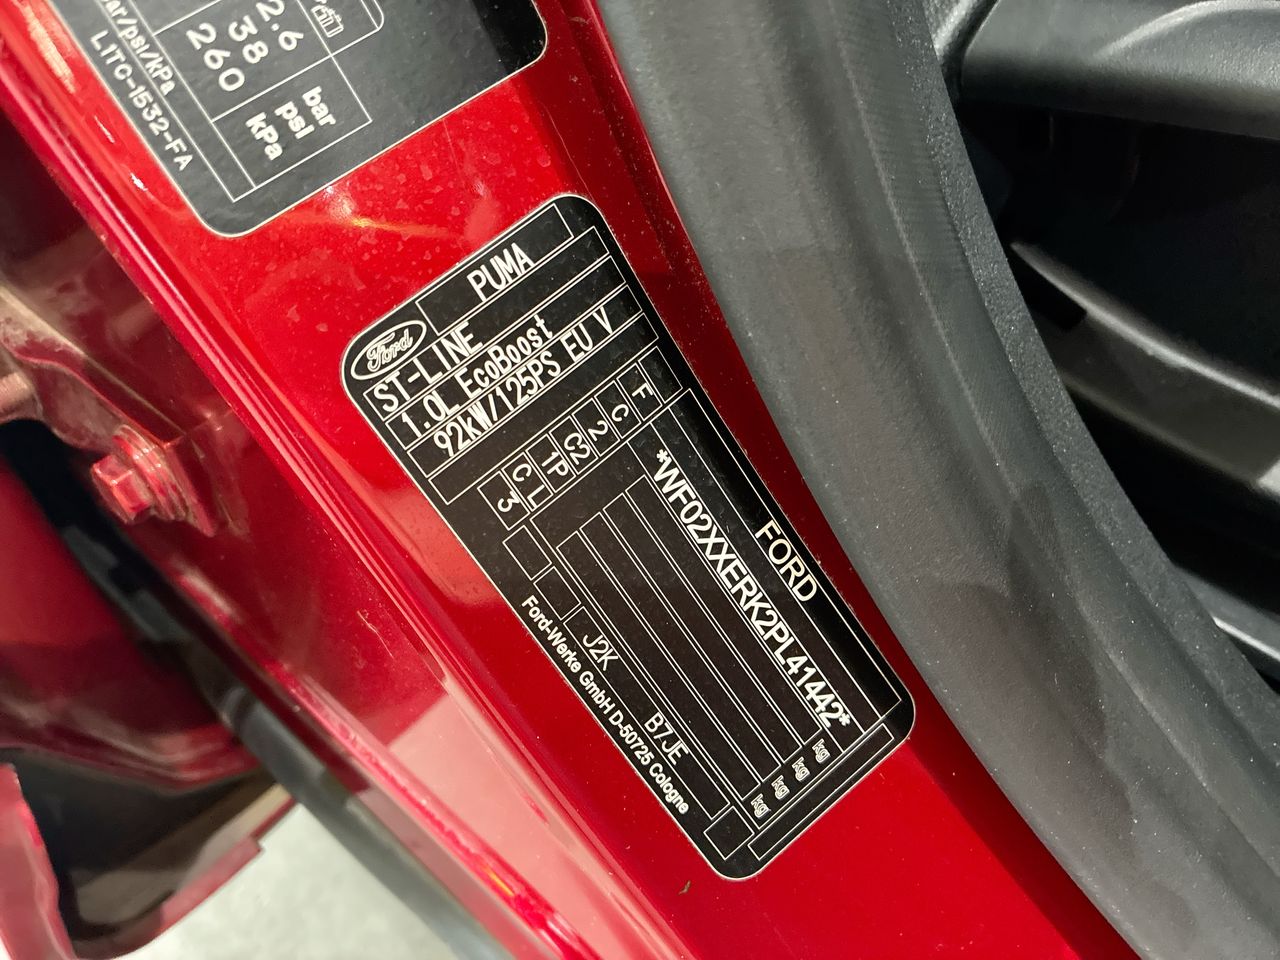 2.6
38
260
bar
psi
kPa
bar/psi/kPa
L1TC-1532-FA
Ford
PUMA
ST-LINE
1.0L EcoBoost
92kW/125PS EU V
F
C
2
C2
1P
C
L
3
FORD
*WF02XXERK2PL41442*
kg
kg
kg
kg
J2K B7JE
Ford-Werke GmbH D-50725 Cologne